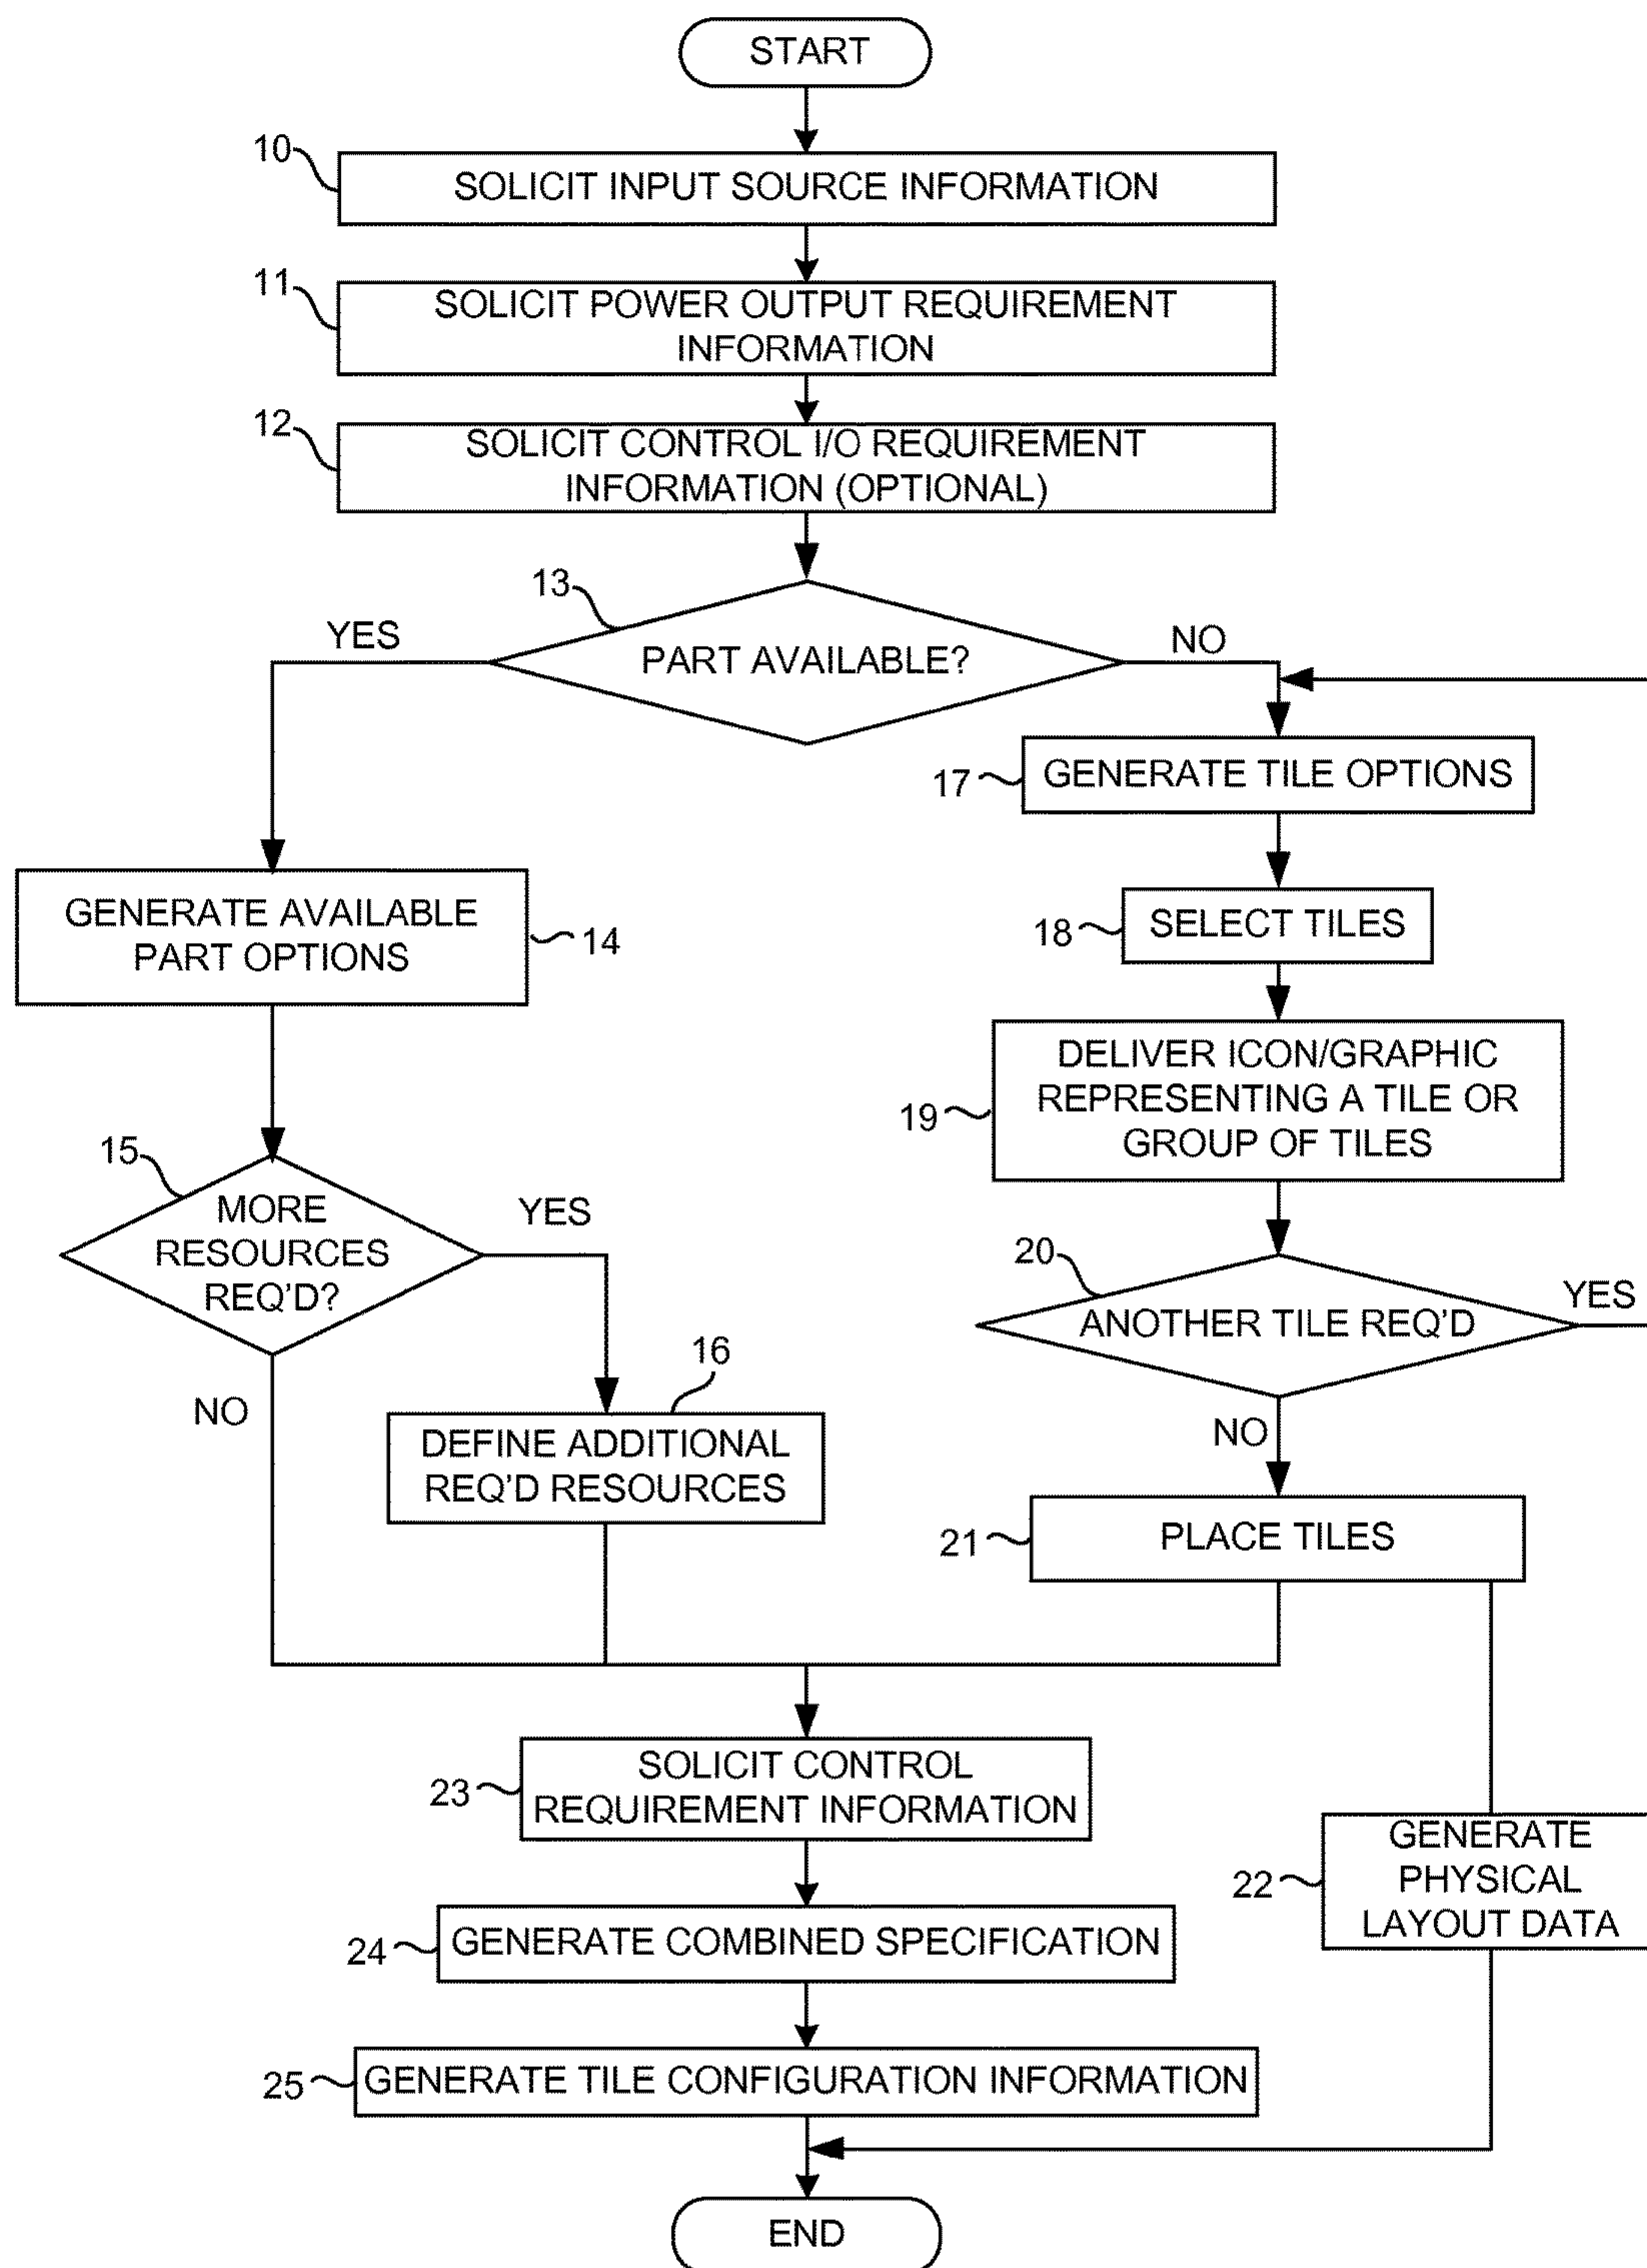 START
10
SOLICIT INPUT SOURCE INFORMATION
11
SOLICIT POWER OUTPUT REQUIREMENT
INFORMATION
12
SOLICIT CONTROL I/O REQUIREMENT
INFORMATION (OPTIONAL)
13
YES
PART AVAILABLE?
NO
17
GENERATE TILE OPTIONS
GENERATE AVAILABLE
PART OPTIONS
14
18
SELECT TILES
19
DELIVER ICON/GRAPHIC
REPRESENTING A TILE OR
GROUP OF TILES
15
MORE
RESOURCES
REQ'D?
YES
NO
20
ANOTHER TILE REQ'D
YES
NO
16
DEFINE ADDITIONAL
REQ'D RESOURCES
21
PLACE TILES
23
SOLICIT CONTROL
REQUIREMENT INFORMATION
22
GENERATE
PHYSICAL
LAYOUT DATA
24
GENERATE COMBINED SPECIFICATION
25
GENERATE TILE CONFIGURATION INFORMATION
END